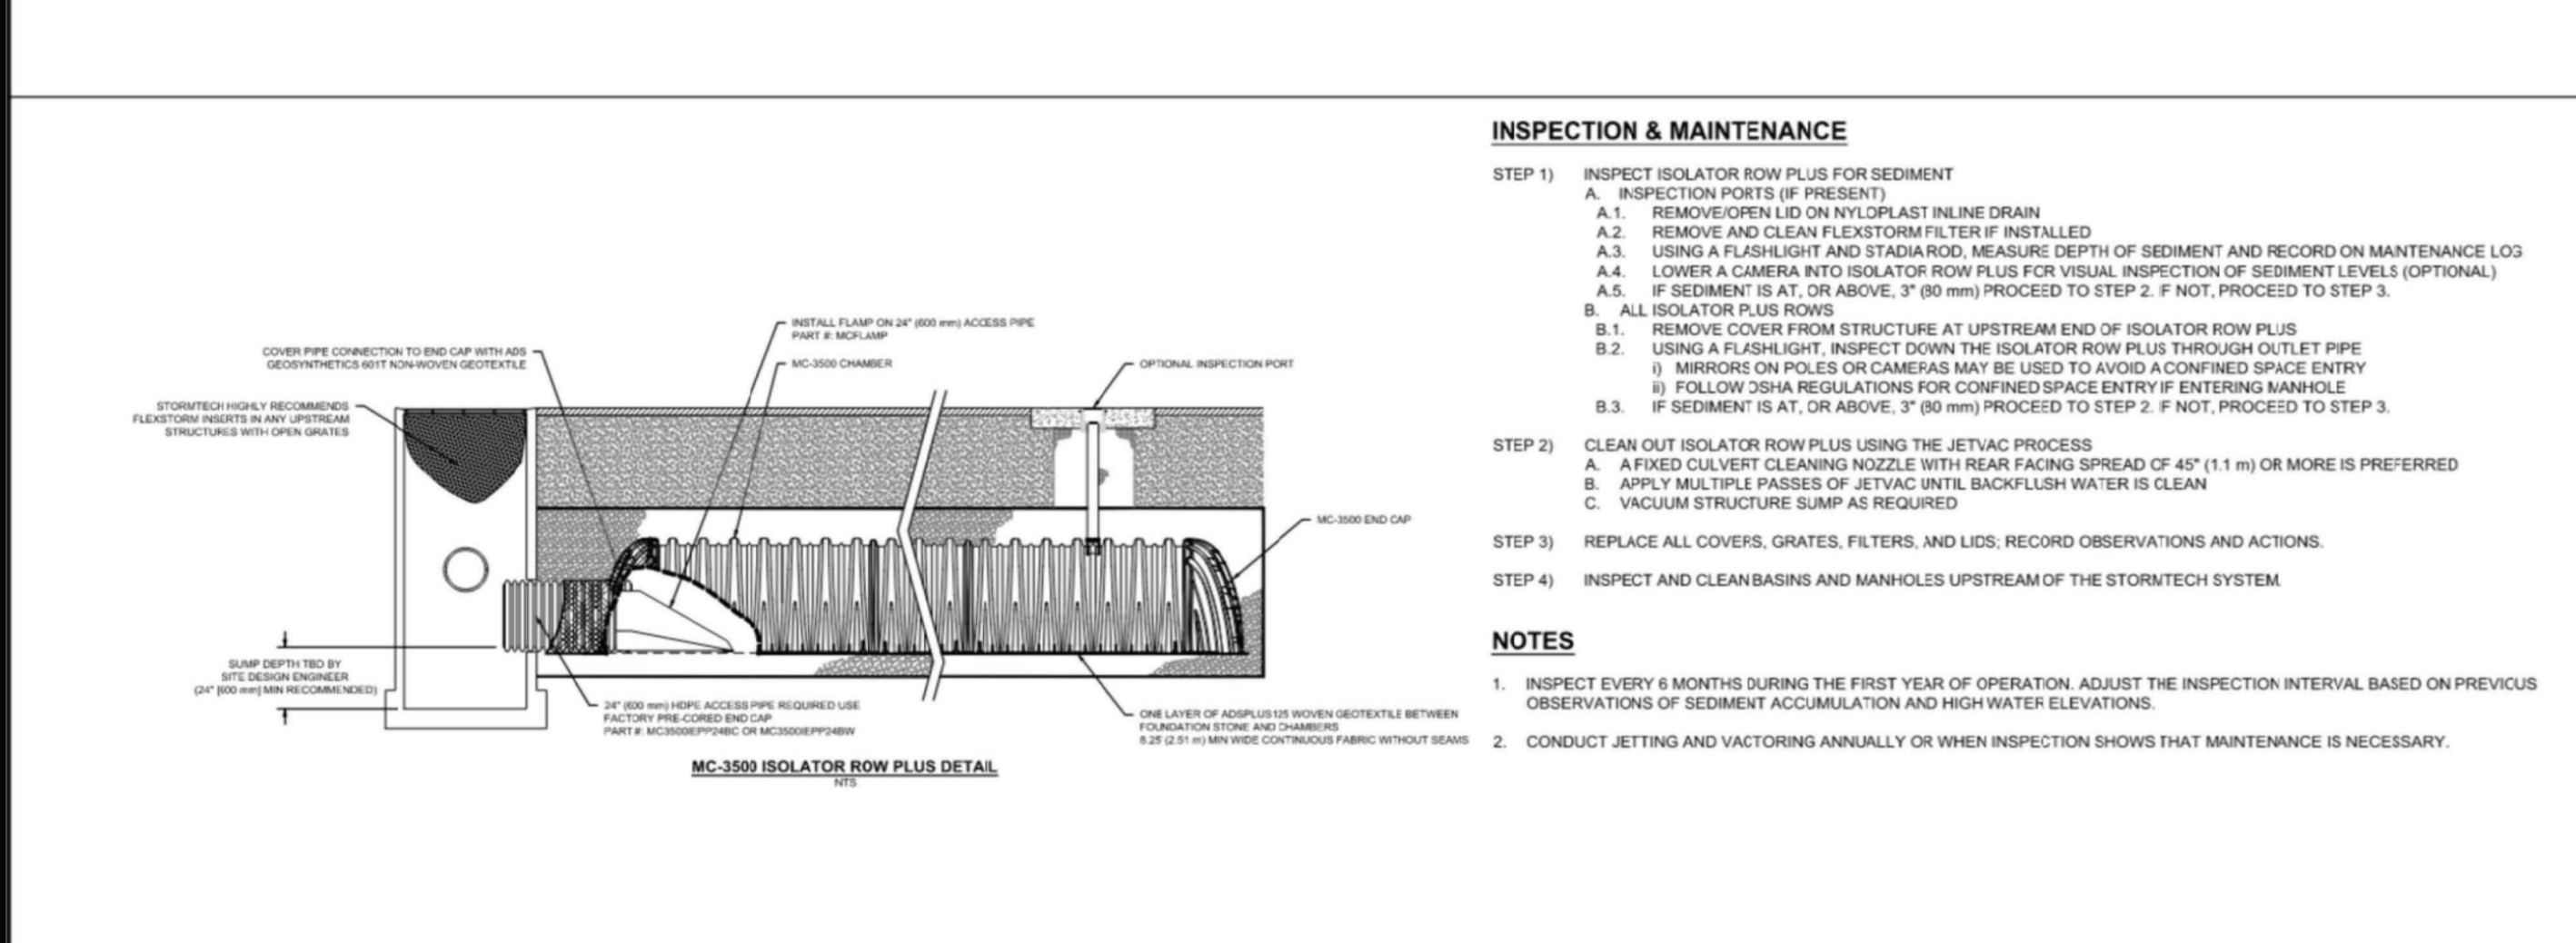 INSTALL FLAMP ON 24" (600 mm) ACCESS PIPE
PART #: MCFLAMP
COVER PIPE CONNECTION TO END CAP WITH ADS
GEOSYNTHETICS 601T NON-WOVEN GEOTEXTILE
MC-3500 CHAMBER
OPTIONAL INSPECTION PORT
STORMTECH HIGHLY RECOMMENDS
FLEXSTORM INSERTS IN ANY UPSTREAM
STRUCTURES WITH OPEN GRATES
MC-3500 END CAP
SUMP DEPTH TBD BY
SITE DESIGN ENGINEER
(24" [600 mm] MIN RECOMMENDED)
24" (600 mm) HDPE ACCESS PIPE REQUIRED USE
FACTORY PRE-CORED END CAP
PART #: MC3500IEPP24BC OR MC3500IEPP24BW
ONE LAYER OF ADSPLUS125 WOVEN GEOTEXTILE BETWEEN
FOUNDATION STONE AND CHAMBERS
8.25' (2.51 m) MIN WIDE CONTINUOUS FABRIC WITHOUT SEAMS
MC-3500 ISOLATOR ROW PLUS DETAIL
NTS
INSPECTION & MAINTENANCE
STEP 1) INSPECT ISOLATOR ROW PLUS FOR SEDIMENT
A. INSPECTION PORTS (IF PRESENT)
A.1. REMOVE/OPEN LID ON NYLOPLAST INLINE DRAIN
A.2. REMOVE AND CLEAN FLEXSTORM FILTER IF INSTALLED
A.3. USING A FLASHLIGHT AND STADIA ROD, MEASURE DEPTH OF SEDIMENT AND RECORD ON MAINTENANCE LOG
A.4. LOWER A CAMERA INTO ISOLATOR ROW PLUS FOR VISUAL INSPECTION OF SEDIMENT LEVELS (OPTIONAL)
A.5. IF SEDIMENT IS AT, OR ABOVE, 3" (80 mm) PROCEED TO STEP 2. IF NOT, PROCEED TO STEP 3.
B. ALL ISOLATOR PLUS ROWS
B.1. REMOVE COVER FROM STRUCTURE AT UPSTREAM END OF ISOLATOR ROW PLUS
B.2. USING A FLASHLIGHT, INSPECT DOWN THE ISOLATOR ROW PLUS THROUGH OUTLET PIPE
i) MIRRORS ON POLES OR CAMERAS MAY BE USED TO AVOID A CONFINED SPACE ENTRY
ii) FOLLOW OSHA REGULATIONS FOR CONFINED SPACE ENTRY IF ENTERING MANHOLE
B.3. IF SEDIMENT IS AT, OR ABOVE, 3" (80 mm) PROCEED TO STEP 2. IF NOT, PROCEED TO STEP 3.
STEP 2) CLEAN OUT ISOLATOR ROW PLUS USING THE JETVAC PROCESS
A. A FIXED CULVERT CLEANING NOZZLE WITH REAR FACING SPREAD OF 45" (1.1 m) OR MORE IS PREFERRED
B. APPLY MULTIPLE PASSES OF JETVAC UNTIL BACKFLUSH WATER IS CLEAN
C. VACUUM STRUCTURE SUMP AS REQUIRED
STEP 3) REPLACE ALL COVERS, GRATES, FILTERS, AND LIDS; RECORD OBSERVATIONS AND ACTIONS.
STEP 4) INSPECT AND CLEAN BASINS AND MANHOLES UPSTREAM OF THE STORMTECH SYSTEM.
NOTES
1. INSPECT EVERY 6 MONTHS DURING THE FIRST YEAR OF OPERATION. ADJUST THE INSPECTION INTERVAL BASED ON PREVIOUS
OBSERVATIONS OF SEDIMENT ACCUMULATION AND HIGH WATER ELEVATIONS.
2. CONDUCT JETTING AND VACTORING ANNUALLY OR WHEN INSPECTION SHOWS THAT MAINTENANCE IS NECESSARY.